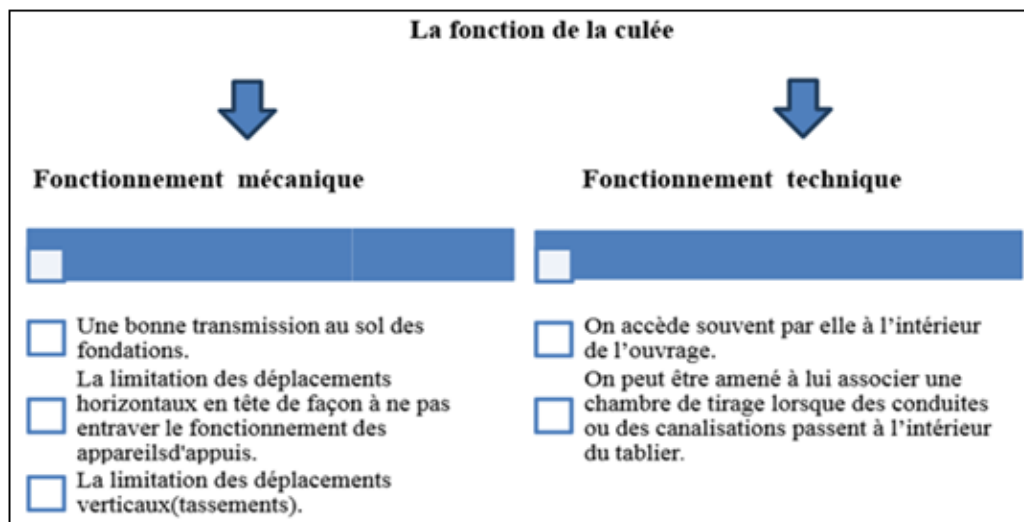 La fonction de la culée
Fonctionnement mécanique
Une bonne transmission au sol des
fondations.
La limitation des déplacements
horizontaux en tête de façon à ne pas
entraver le fonctionnement des
appareilsd'appuis.
La limitation des déplacements
verticaux(tassements).
Fonctionnement technique
On accède souvent par elle à l’intérieur
de l’ouvrage.
On peut être amené à lui associer une
chambre de tirage lorsque des conduites
ou des canalisations passent à l’intérieur
du tablier.